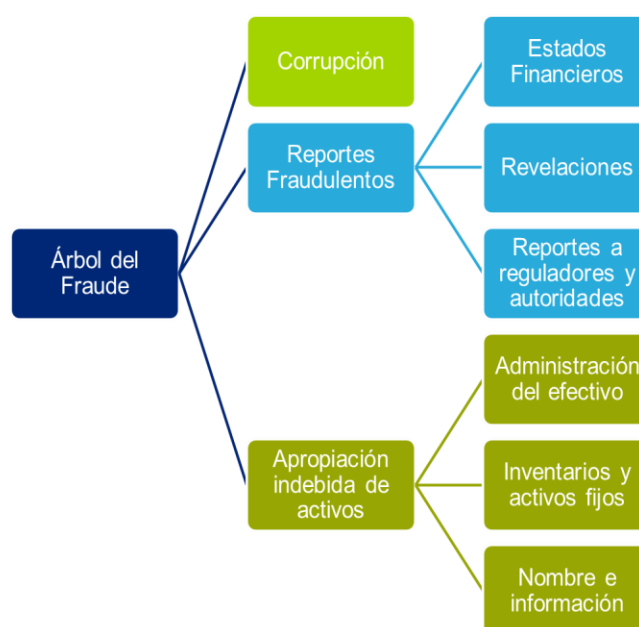 Árbol del
Fraude
Corrupción
Reportes
Fraudulentos
Estados
Financieros
Revelaciones
Reportes a
reguladores y
autoridades
Apropiación
indebida de
activos
Administración
del efectivo
Inventarios y
activos fijos
Nombre e
información